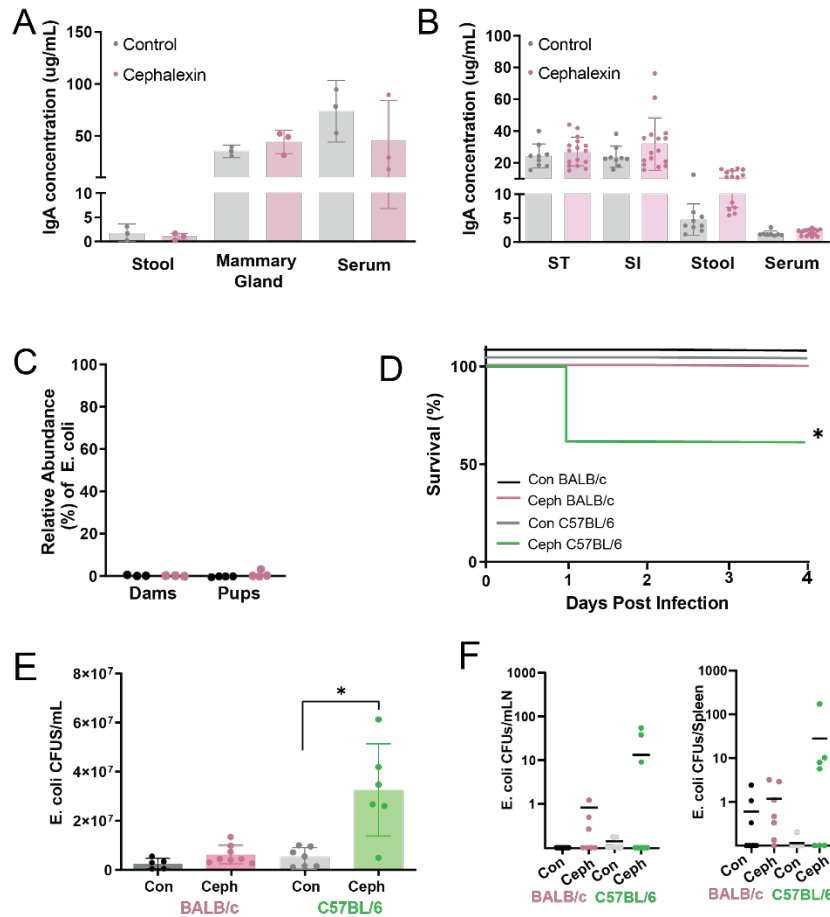 A
IgA concentration (ug/mL)
150
100
50
10
5
0
Control
Cephalexin
Stool
Mammary
Gland
Serum
B
IgA concentration (ug/mL)
100
80
60
40
20
10
5
0
Control
Cephalexin
ST
SI
Stool
Serum
C
Relative Abundance
(%) of E. coli
100
80
60
40
20
0
Dams
Pups
D
Survival (%)
100
50
0
Con BALB/c
Ceph BALB/c
Con C57BL/6
Ceph C57BL/6
*
0
1
2
3
4
Days Post Infection
E
E. coli CFUS/mL
8×10⁷
6×10⁷
4×10⁷
2×10⁷
0
*
Con
Ceph
Con
Ceph
BALB/c
C57BL/6
F
E. coli CFUs/mLN
1000
100
10
1
Con
Ceph
Con
Ceph
BALB/c
C57BL/6
E. coli CFUs/Spleen
1000
100
10
1
Con
Ceph
Con
Ceph
BALB/c
C57BL/6